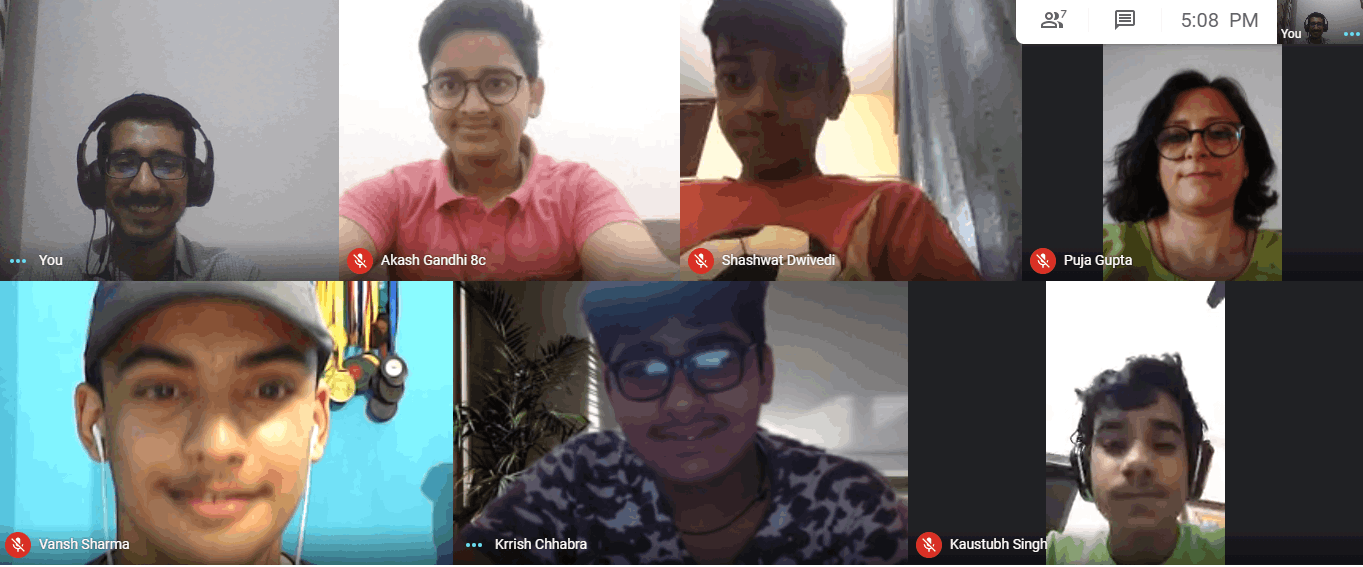 7
5:08 PM
You
You
Akash Gandhi 8c
Shashwat Dwivedi
Puja Gupta
Vansh Sharma
Krrish Chhabra
Kaustubh Singh